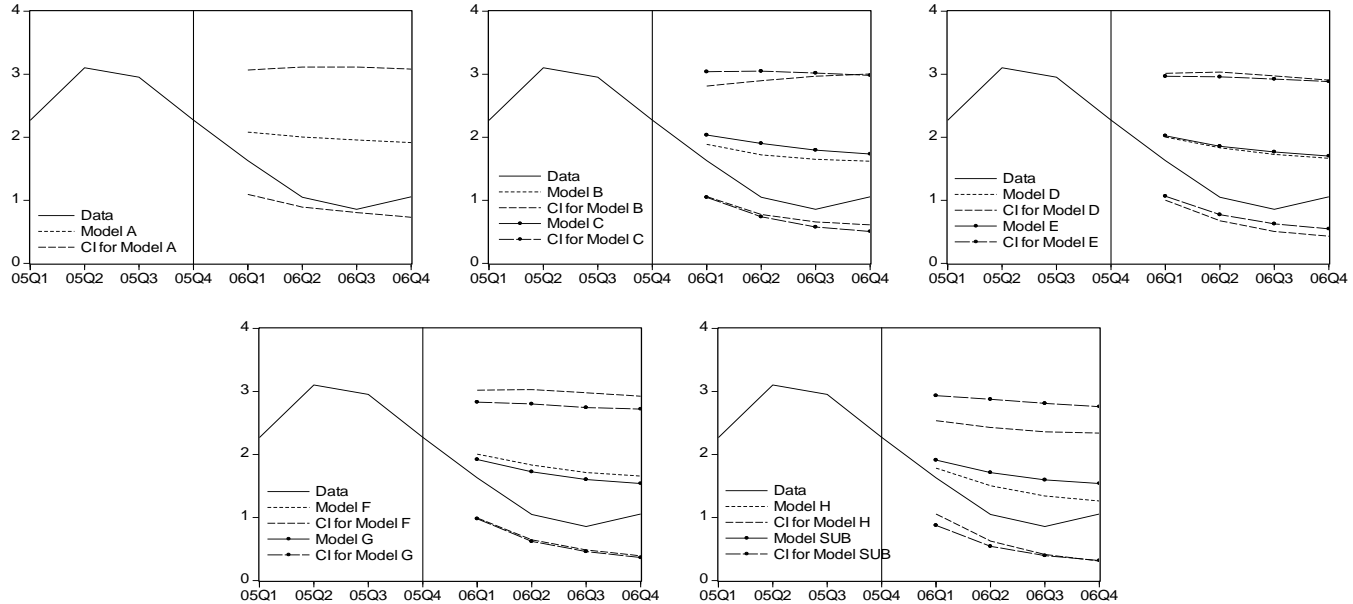 4
3
2
1
0
Data
Model A
CI for Model A
05Q1 05Q2 05Q3 05Q4 06Q1 06Q2 06Q3 06Q4
4
3
2
1
0
Data
Model B
CI for Model B
Model C
CI for Model C
05Q1 05Q2 05Q3 05Q4 06Q1 06Q2 06Q3 06Q4
4
3
2
1
0
Data
Model D
CI for Model D
Model E
CI for Model E
05Q1 05Q2 05Q3 05Q4 06Q1 06Q2 06Q3 06Q4
4
3
2
1
0
Data
Model F
CI for Model F
Model G
CI for Model G
05Q1 05Q2 05Q3 05Q4 06Q1 06Q2 06Q3 06Q4
4
3
2
1
0
Data
Model H
CI for Model H
Model SUB
CI for Model SUB
05Q1 05Q2 05Q3 05Q4 06Q1 06Q2 06Q3 06Q4